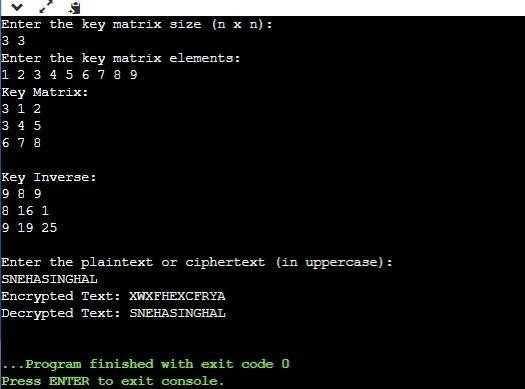 Enter the key matrix size (n x n):
3 3
Enter the key matrix elements:
1 2 3 4 5 6 7 8 9
Key Matrix:
3 1 2
3 4 5
6 7 8
Key Inverse:
9 8 9
8 16 1
9 19 25
Enter the plaintext or ciphertext (in uppercase):
SNEHASINGHAL
Encrypted Text: XWXFHEXCFRYA
Decrypted Text: SNEHASINGHAL
...Program finished with exit code 0
Press ENTER to exit console.